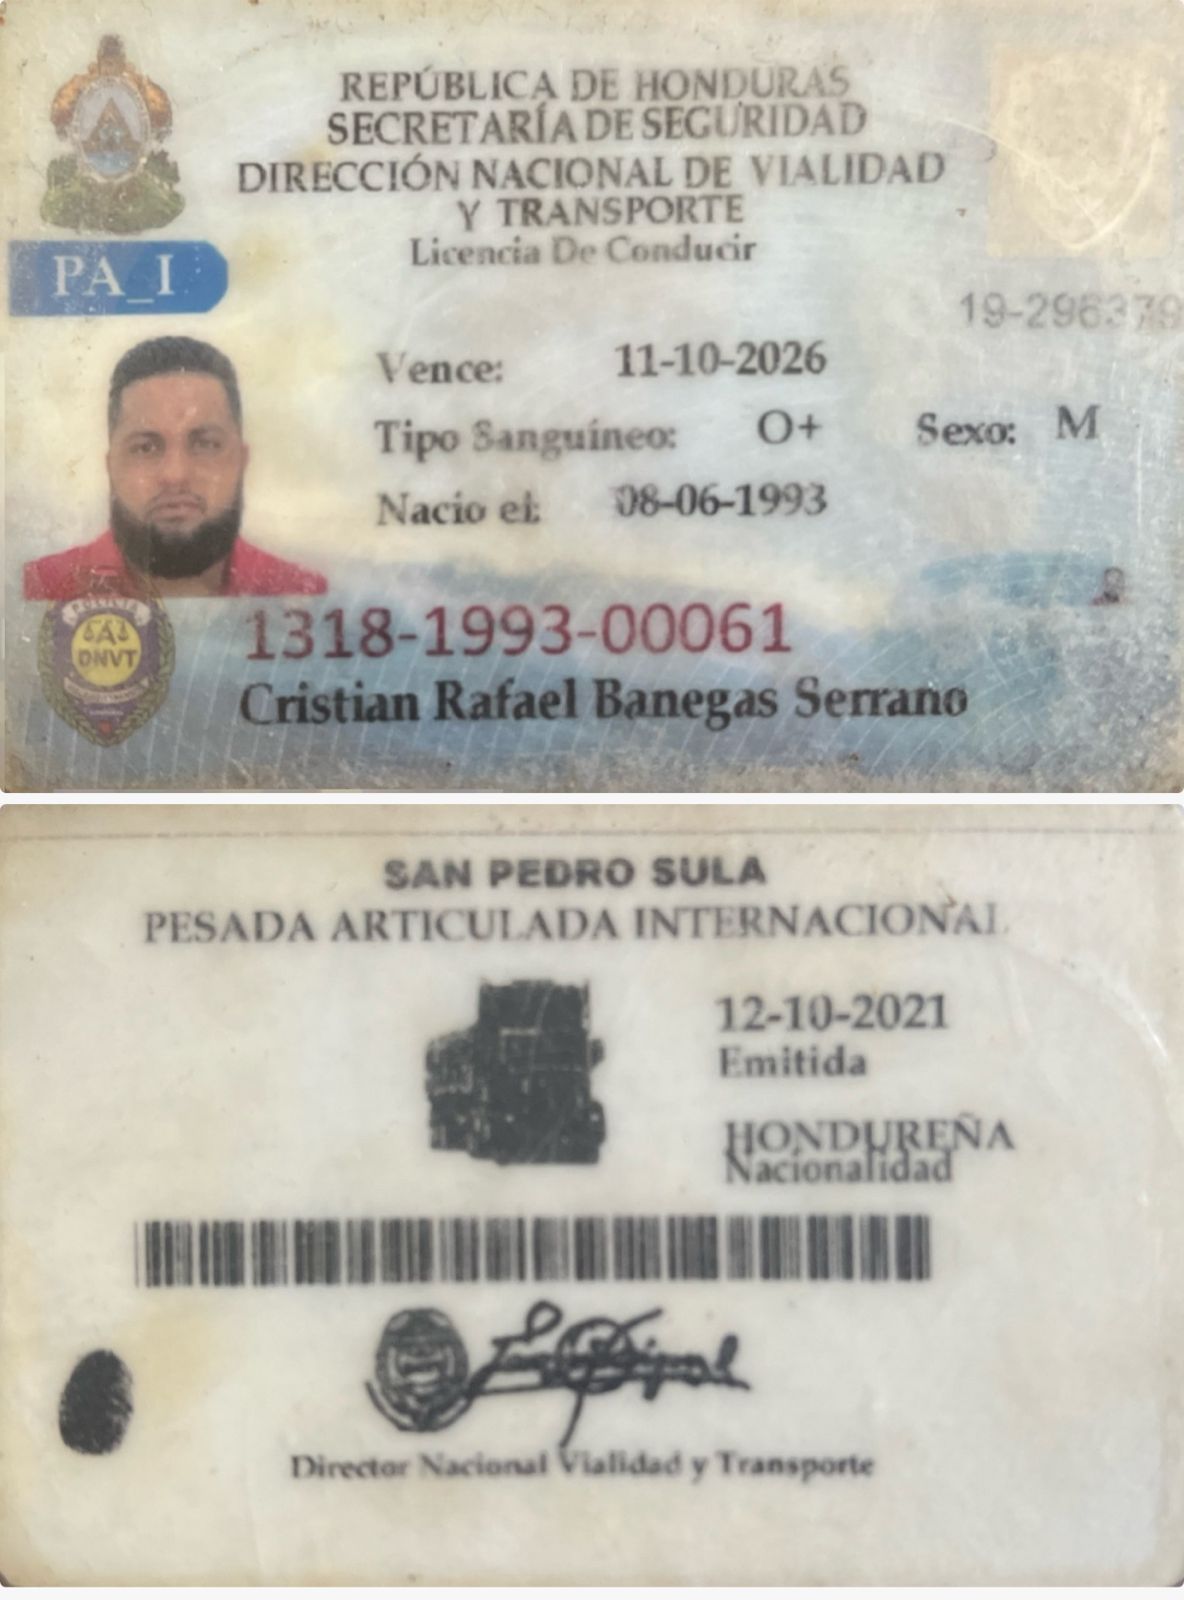 REPÚBLICA DE HONDURAS
SECRETARÍA DE SEGURIDAD
DIRECCIÓN NACIONAL DE VIALIDAD
Y TRANSPORTE
Licencia De Conducir
PA_I
19-296379
Vence: 11-10-2026
Tipo Sanguíneo: O+ Sexo: M
Nacio el: 08-06-1993
POLICIA
DNVT
1318-1993-00061
Cristian Rafael Banegas Serrano
SAN PEDRO SULA
PESADA ARTICULADA INTERNACIONAL
12-10-2021
Emitida
HONDUREÑA
Nacionalidad
Director Nacional Vialidad y Transporte